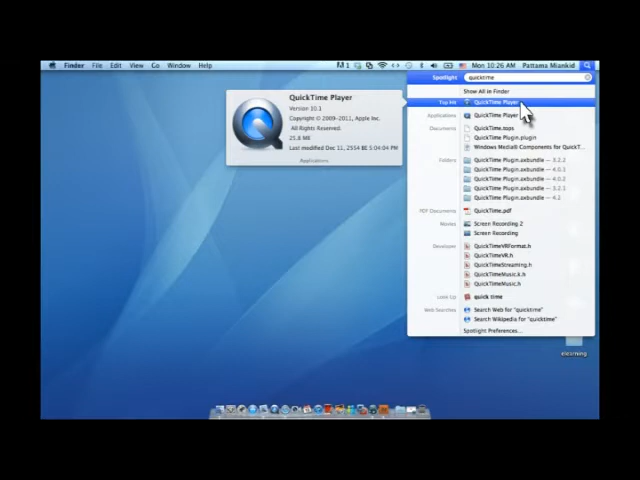 Finder File Edit View Go Window Help
Mon 10:26 AM Pattama Miankid
Spotlight quicktime
Show All in Finder
Top Hit QuickTime Player
Applications QuickTime Player
Documents QuickTime.tops
QuickTime Plugin.plugin
Windows Media® Components for QuickT...
Folders QuickTime Plugin.axbundle — 3.2.2
QuickTime Plugin.axbundle — 4.0.2
QuickTime Plugin.axbundle — 3.2.2
QuickTime Plugin.axbundle — 3.2.1
QuickTime Plugin.axbundle — 4.1
PDF Documents QuickTime.pdf
Movies Screen Recording 2
Screen Recording
Developer QuickTimeVRFormat.h
QuickTimeVR.h
QuickTimeStreaming.h
QuickTimeMusic.k.h
QuickTimeMusic.h
Look Up quick time
Web Searches Search Web for "quicktime"
Search Wikipedia for "quicktime"
Spotlight Preferences...
QuickTime Player
Version 10.1
Copyright © 2009-2011, Apple Inc.
All Rights Reserved.
25.8 MB
Last modified Dec 11, 2554 BE 5:04:04 PM
Applications
elearning